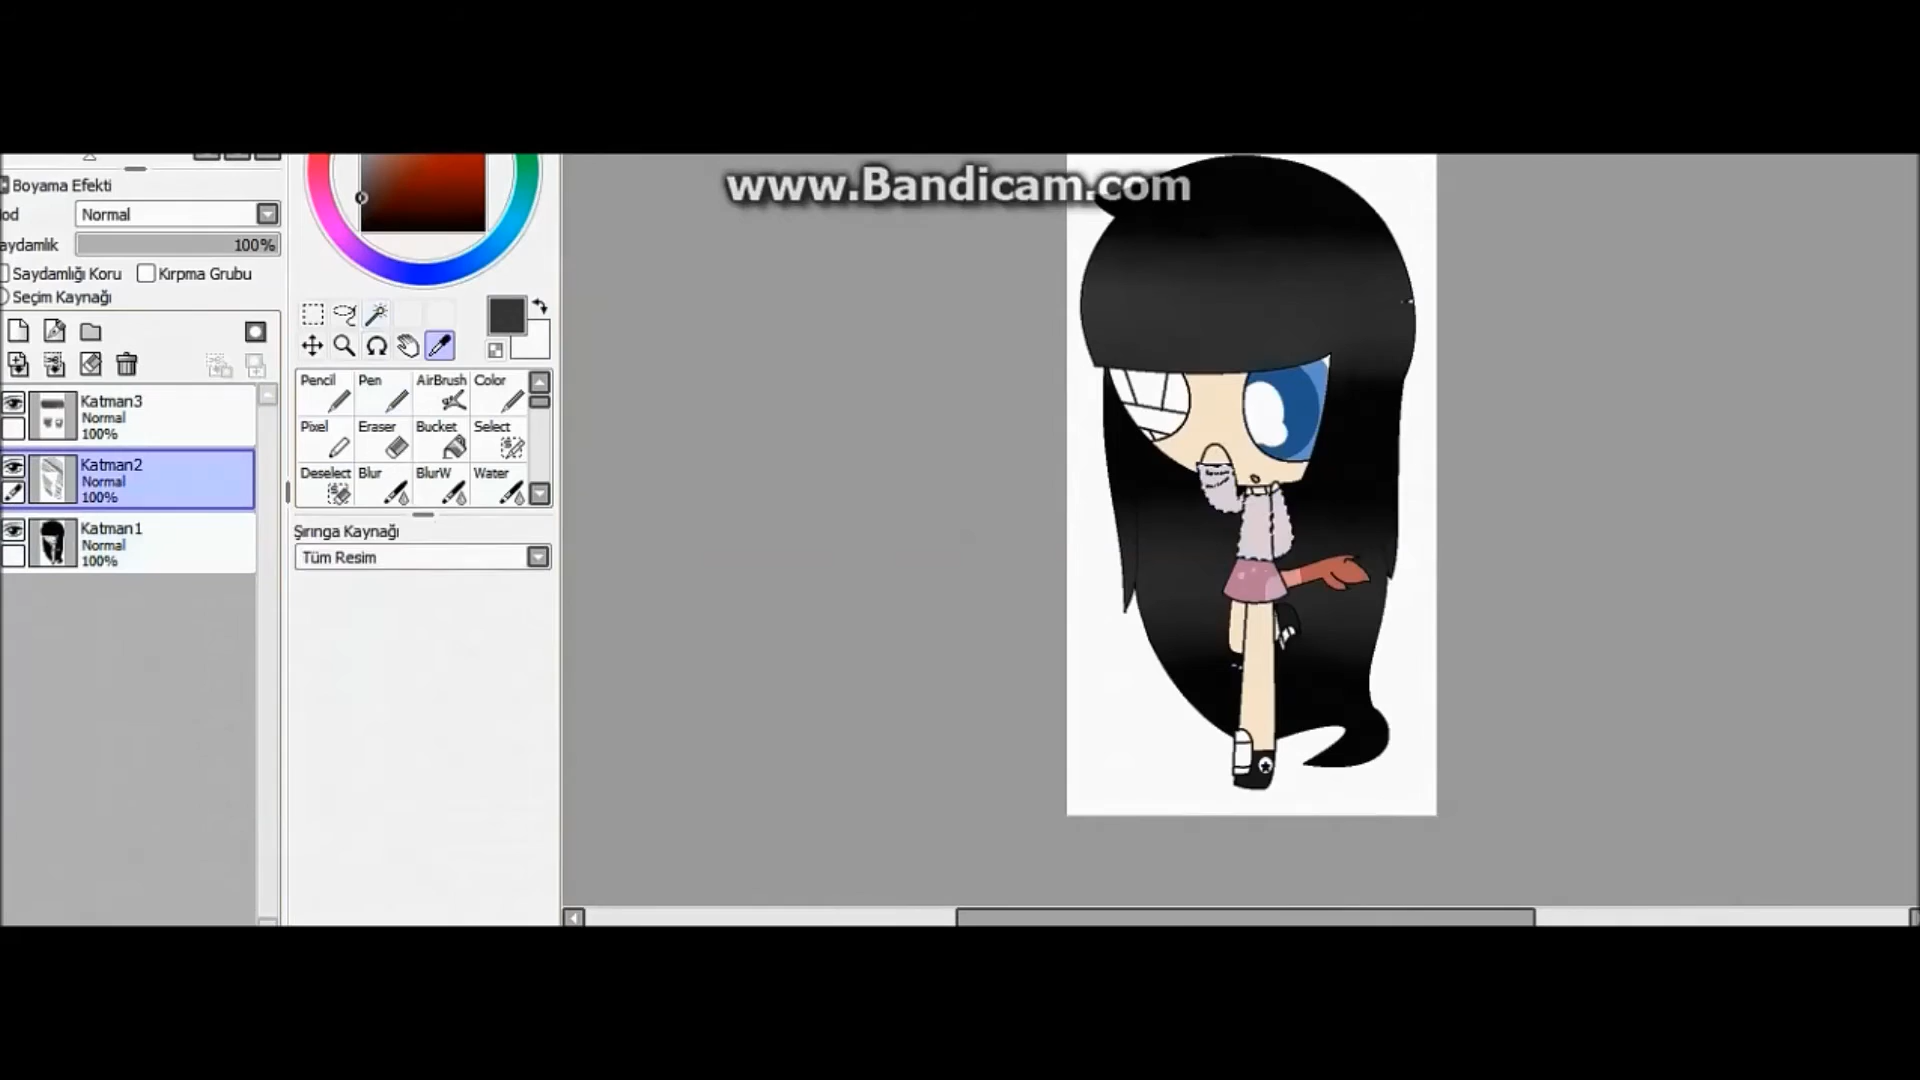 www.Bandicam.com
Boyama Efekti
Normal
100%
Saydamlığı Koru
Kırpma Grubu
Seçim Kaynağı
Katman3
Normal
100%
Katman2
Normal
100%
Katman1
Normal
100%
Pencil Pen AirBrush Color
Pixel Eraser Bucket Select
Deselect Blur BlurW Water
Şırınga Kaynağı
Tüm Resim